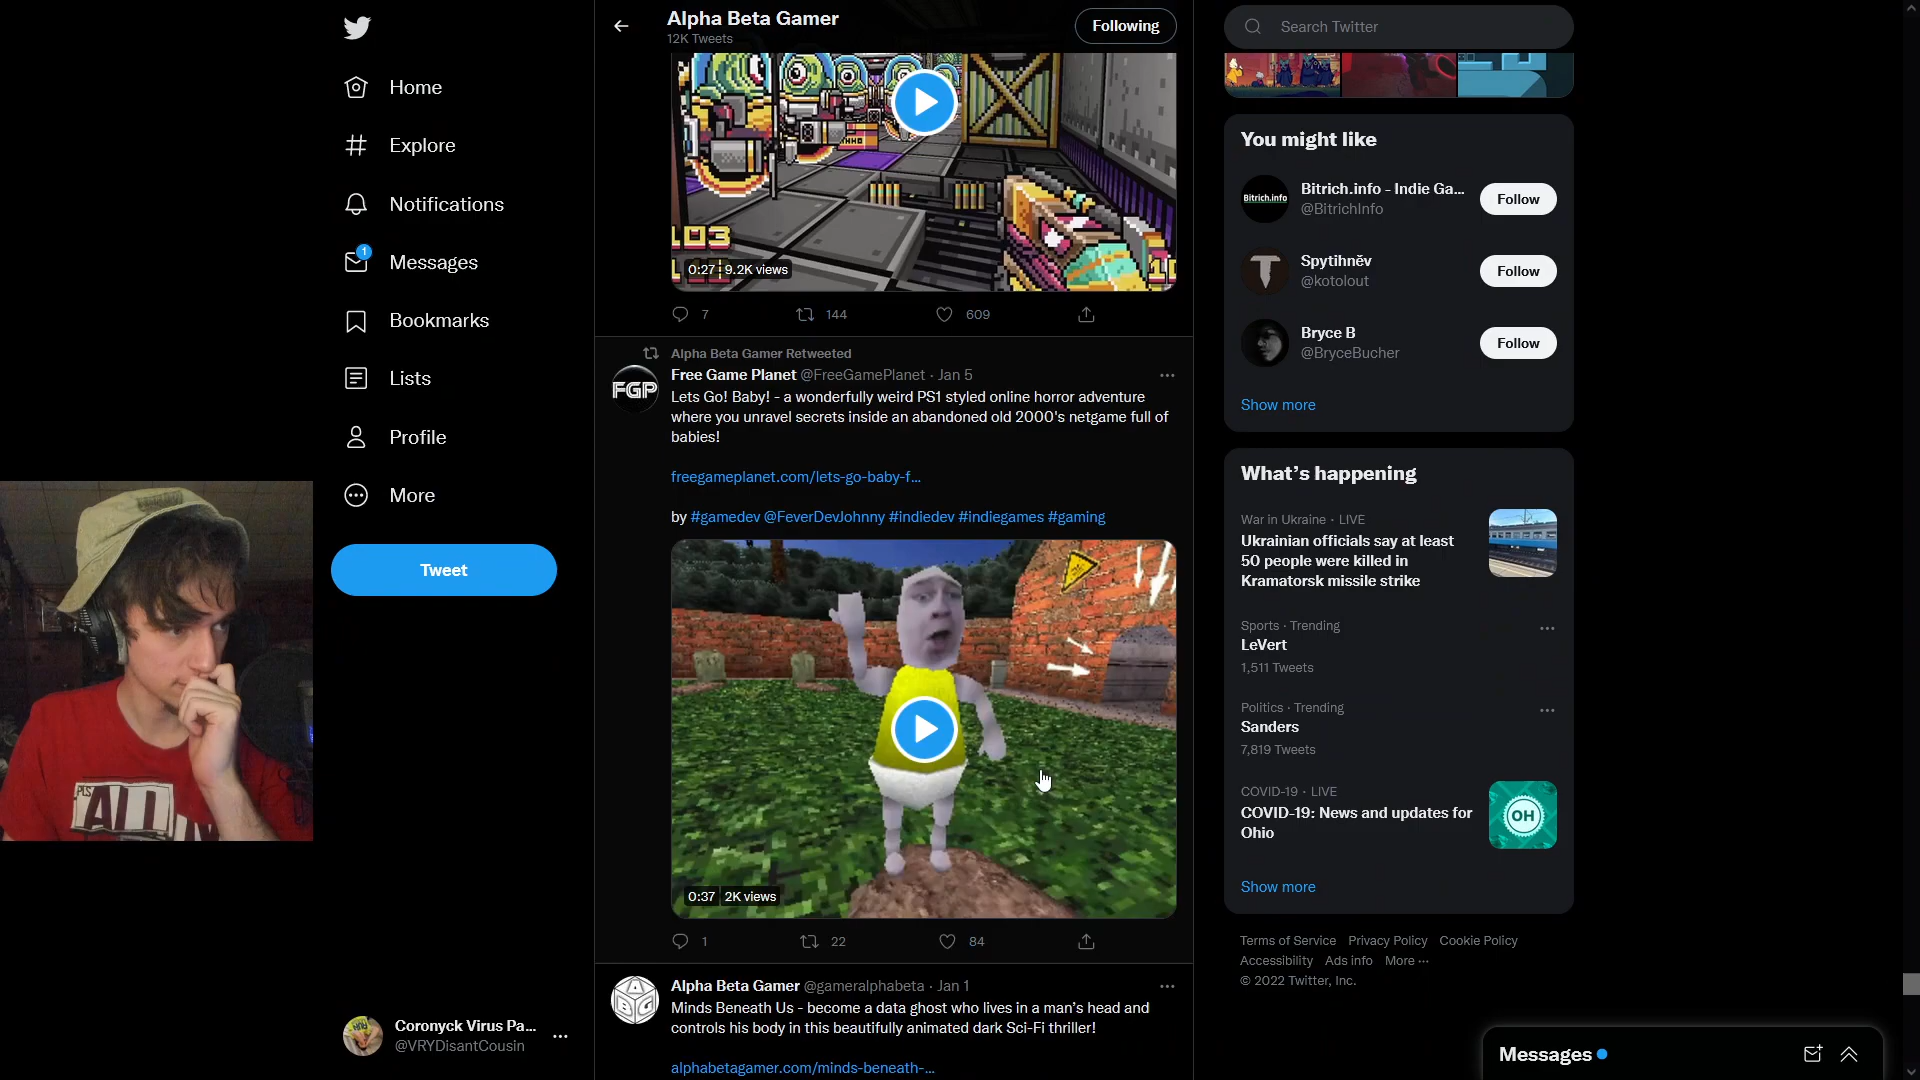 Home
Explore
Notifications
1
Messages
Bookmarks
Lists
Profile
More
Tweet
ALL IN
Coronyck Virus Pa...
@VRYDisantCousin
Alpha Beta Gamer
12K Tweets
Following
103
0:27 9.2K views
7 144 609
Alpha Beta Gamer Retweeted
FGP
Free Game Planet @FreeGamePlanet · Jan 5
Lets Go! Baby! - a wonderfully weird PS1 styled online horror adventure
where you unravel secrets inside an abandoned old 2000's netgame full of
babies!
freegameplanet.com/lets-go-baby-f...
by #gamedev @FeverDevJohnny #indiedev #indiegames #gaming
0:37 2K views
1 22 84
ABG
Alpha Beta Gamer @gameralphabeta · Jan 1
Minds Beneath Us - become a data ghost who lives in a man's head and
controls his body in this beautifully animated dark Sci-Fi thriller!
alphabetagamer.com/minds-beneath-...
Search Twitter
You might like
Bitrich.info
Bitrich.info - Indie Ga...
@BitrichInfo
Follow
Spytihněv
@kotolout
Follow
Bryce B
@BryceBucher
Follow
Show more
What's happening
War in Ukraine · LIVE
Ukrainian officials say at least
50 people were killed in
Kramatorsk missile strike
Sports · Trending
LeVert
1,511 Tweets
Politics · Trending
Sanders
7,819 Tweets
COVID-19 · LIVE
COVID-19: News and updates for
Ohio
OH
Show more
Terms of Service Privacy Policy Cookie Policy
Accessibility Ads info More ···
© 2022 Twitter, Inc.
Messages